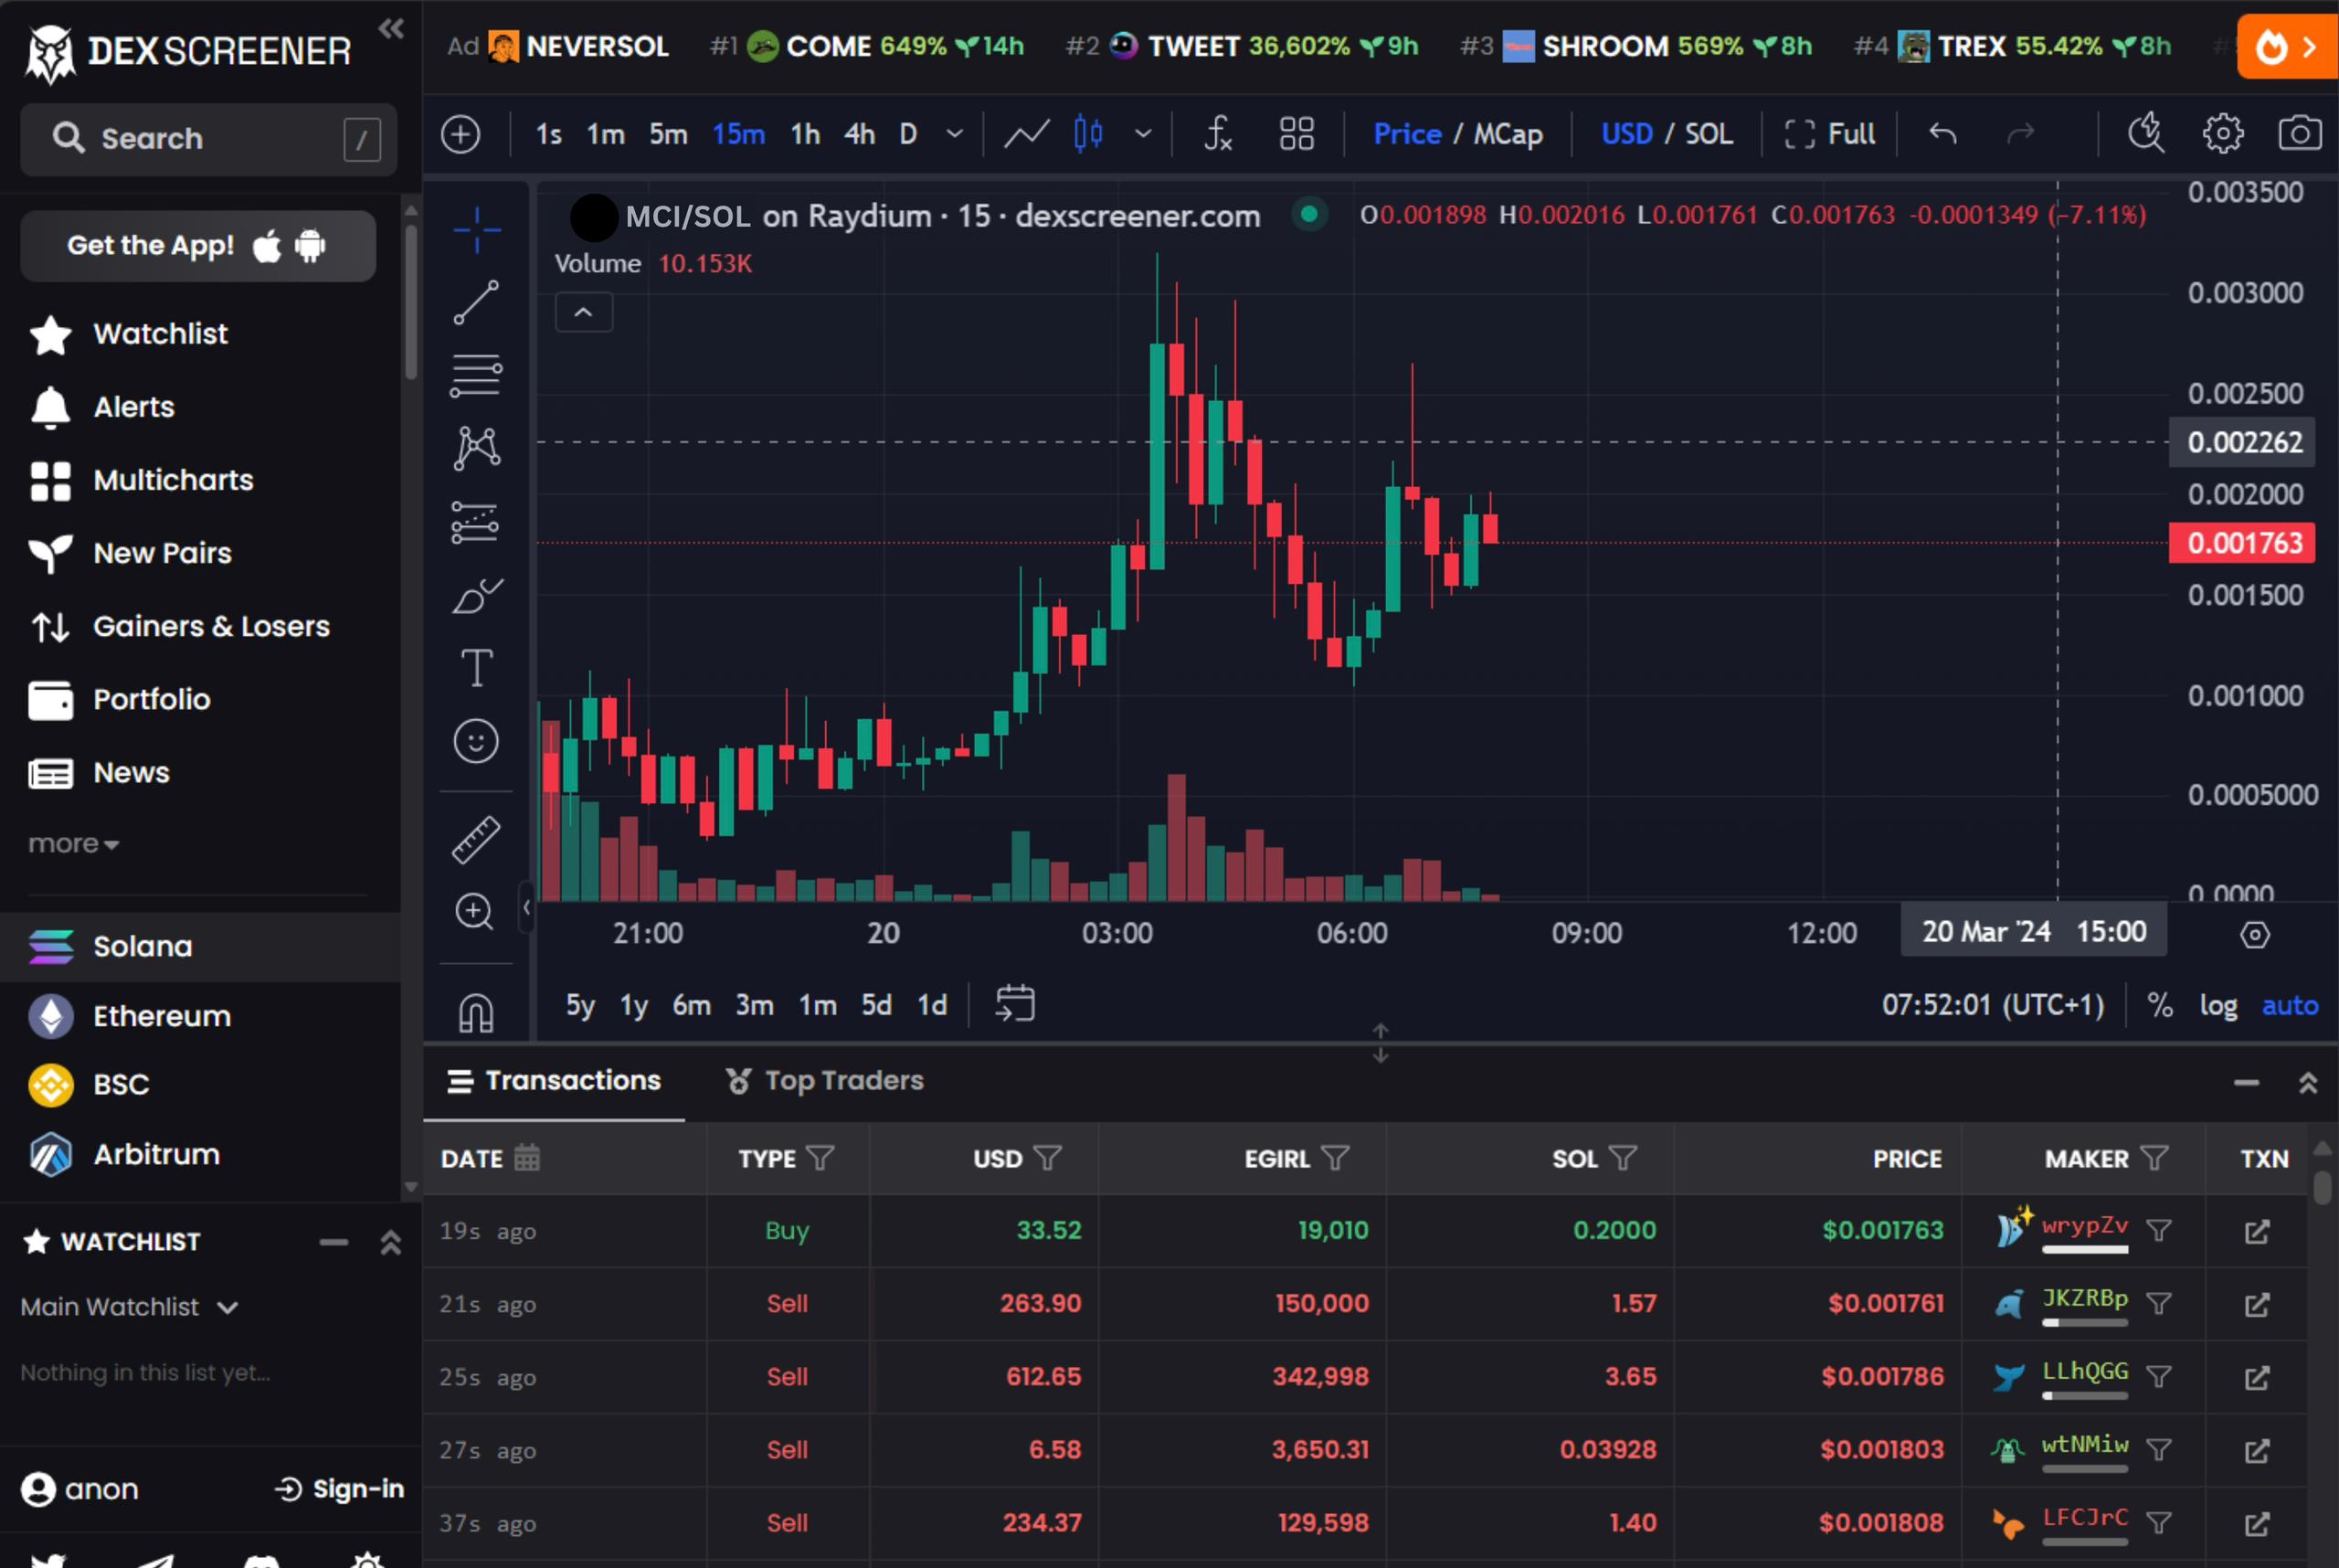 DEX SCREENER
Search /
Get the App!
Watchlist
Alerts
Multicharts
New Pairs
Gainers & Losers
Portfolio
News
more
Solana
Ethereum
BSC
Arbitrum
WATCHLIST
Main Watchlist
Nothing in this list yet...
anon Sign-in
Ad NEVERSOL #1 COME 649% 14h #2 TWEET 36,602% 9h #3 SHROOM 569% 8h #4 TREX 55.42% 8h
1s 1m 5m 15m 1h 4h D Price / MCap USD / SOL Full
MCI/SOL on Raydium · 15 · dexscreener.com O0.001898 H0.002016 L0.001761 C0.001763 -0.0001349 (-7.11%)
Volume 10.153K
0.003500
0.003000
0.002500
0.002262
0.002000
0.001763
0.001500
0.001000
0.0005000
0.0000
21:00 20 03:00 06:00 09:00 12:00 20 Mar '24 15:00
5y 1y 6m 3m 1m 5d 1d 07:52:01 (UTC+1) % log auto
Transactions Top Traders
DATE TYPE USD EGIRL SOL PRICE MAKER TXN
19s ago Buy 33.52 19,010 0.2000 $0.001763 wrypZv
21s ago Sell 263.90 150,000 1.57 $0.001761 JKZRBp
25s ago Sell 612.65 342,998 3.65 $0.001786 LLhQGG
27s ago Sell 6.58 3,650.31 0.03928 $0.001803 wtNMiw
37s ago Sell 234.37 129,598 1.40 $0.001808 LFCJrC